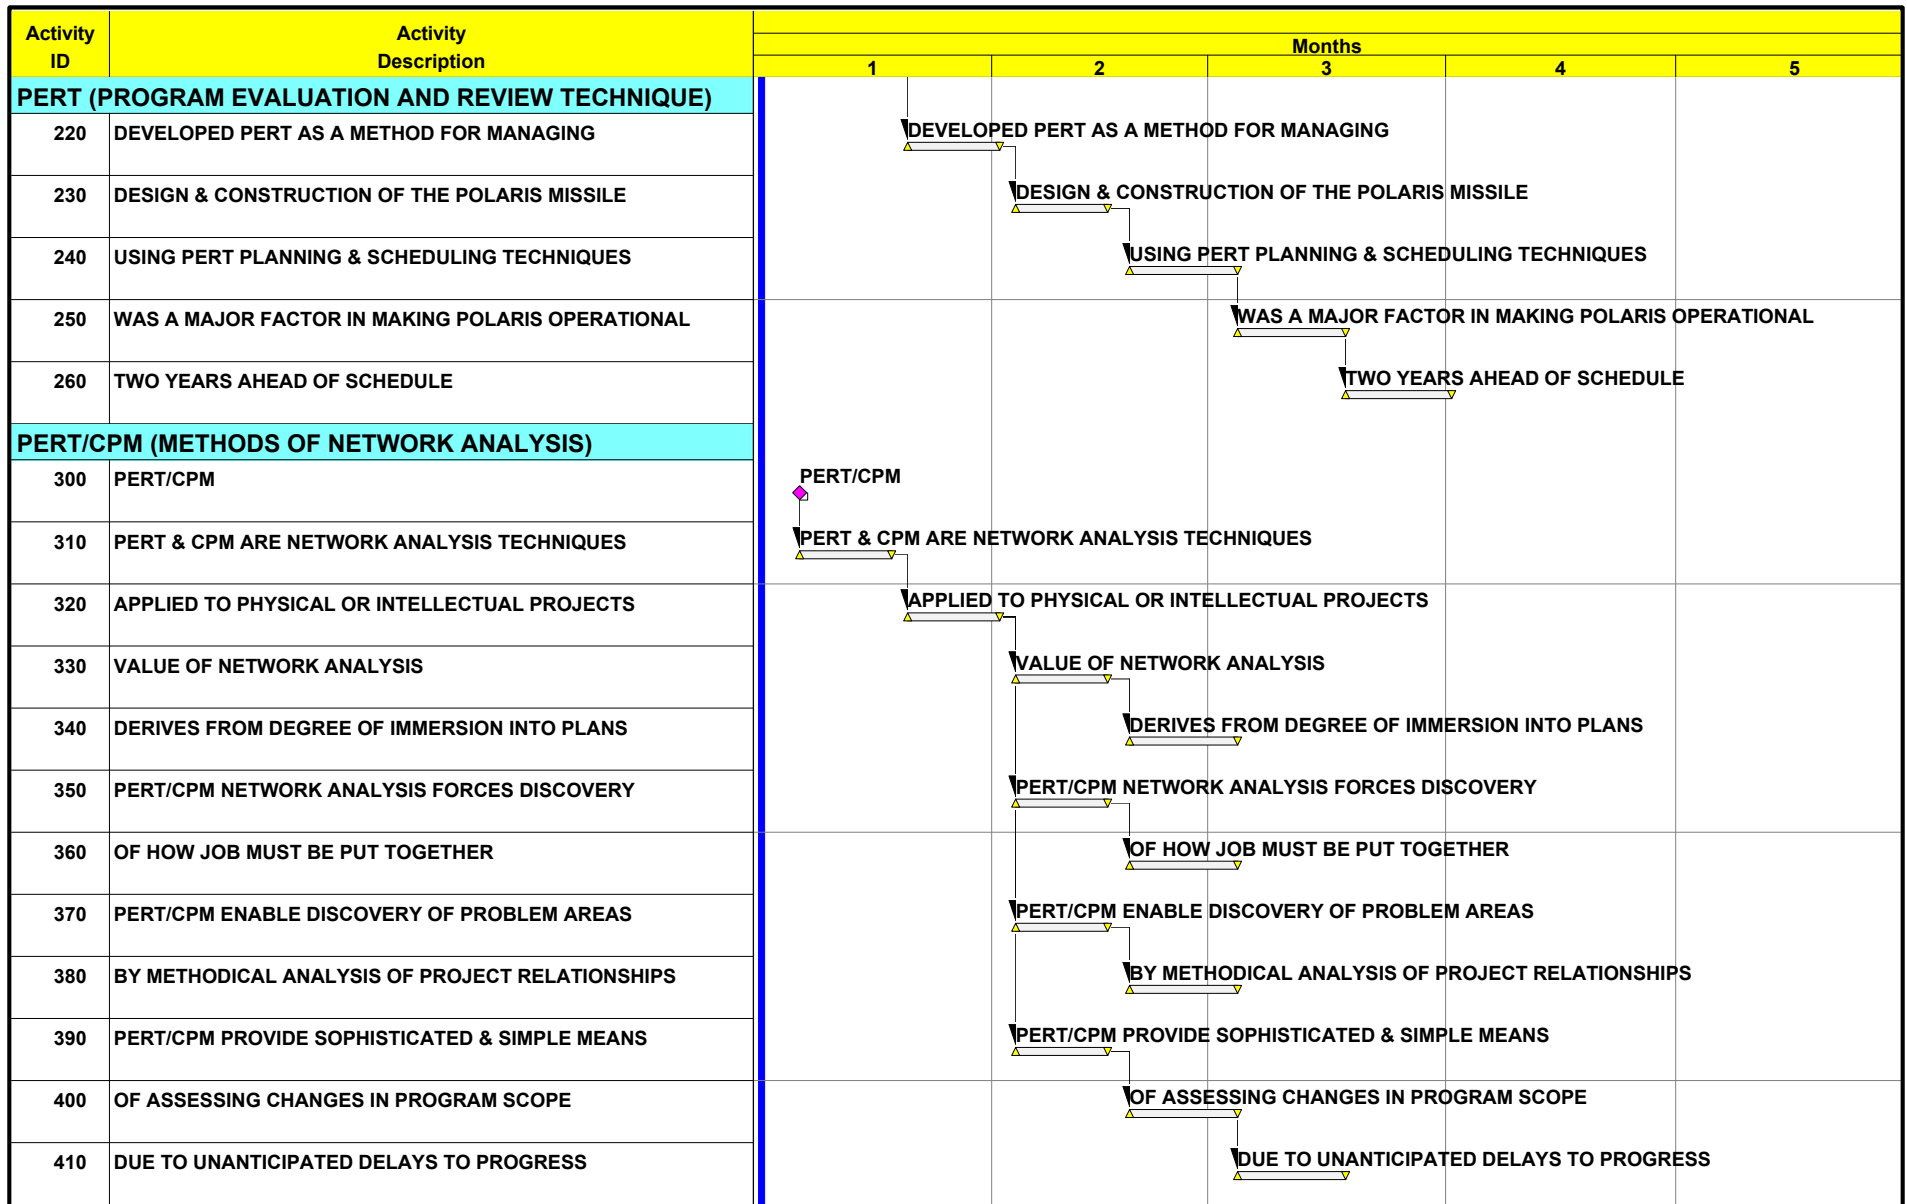 Activity ID Activity Description Months
1 2 3 4 5
PERT (PROGRAM EVALUATION AND REVIEW TECHNIQUE)
220 DEVELOPED PERT AS A METHOD FOR MANAGING DEVELOPED PERT AS A METHOD FOR MANAGING
230 DESIGN & CONSTRUCTION OF THE POLARIS MISSILE DESIGN & CONSTRUCTION OF THE POLARIS MISSILE
240 USING PERT PLANNING & SCHEDULING TECHNIQUES USING PERT PLANNING & SCHEDULING TECHNIQUES
250 WAS A MAJOR FACTOR IN MAKING POLARIS OPERATIONAL WAS A MAJOR FACTOR IN MAKING POLARIS OPERATIONAL
260 TWO YEARS AHEAD OF SCHEDULE TWO YEARS AHEAD OF SCHEDULE
PERT/CPM (METHODS OF NETWORK ANALYSIS)
300 PERT/CPM PERT/CPM
310 PERT & CPM ARE NETWORK ANALYSIS TECHNIQUES PERT & CPM ARE NETWORK ANALYSIS TECHNIQUES
320 APPLIED TO PHYSICAL OR INTELLECTUAL PROJECTS APPLIED TO PHYSICAL OR INTELLECTUAL PROJECTS
330 VALUE OF NETWORK ANALYSIS VALUE OF NETWORK ANALYSIS
340 DERIVES FROM DEGREE OF IMMERSION INTO PLANS DERIVES FROM DEGREE OF IMMERSION INTO PLANS
350 PERT/CPM NETWORK ANALYSIS FORCES DISCOVERY PERT/CPM NETWORK ANALYSIS FORCES DISCOVERY
360 OF HOW JOB MUST BE PUT TOGETHER OF HOW JOB MUST BE PUT TOGETHER
370 PERT/CPM ENABLE DISCOVERY OF PROBLEM AREAS PERT/CPM ENABLE DISCOVERY OF PROBLEM AREAS
380 BY METHODICAL ANALYSIS OF PROJECT RELATIONSHIPS BY METHODICAL ANALYSIS OF PROJECT RELATIONSHIPS
390 PERT/CPM PROVIDE SOPHISTICATED & SIMPLE MEANS PERT/CPM PROVIDE SOPHISTICATED & SIMPLE MEANS
400 OF ASSESSING CHANGES IN PROGRAM SCOPE OF ASSESSING CHANGES IN PROGRAM SCOPE
410 DUE TO UNANTICIPATED DELAYS TO PROGRESS DUE TO UNANTICIPATED DELAYS TO PROGRESS